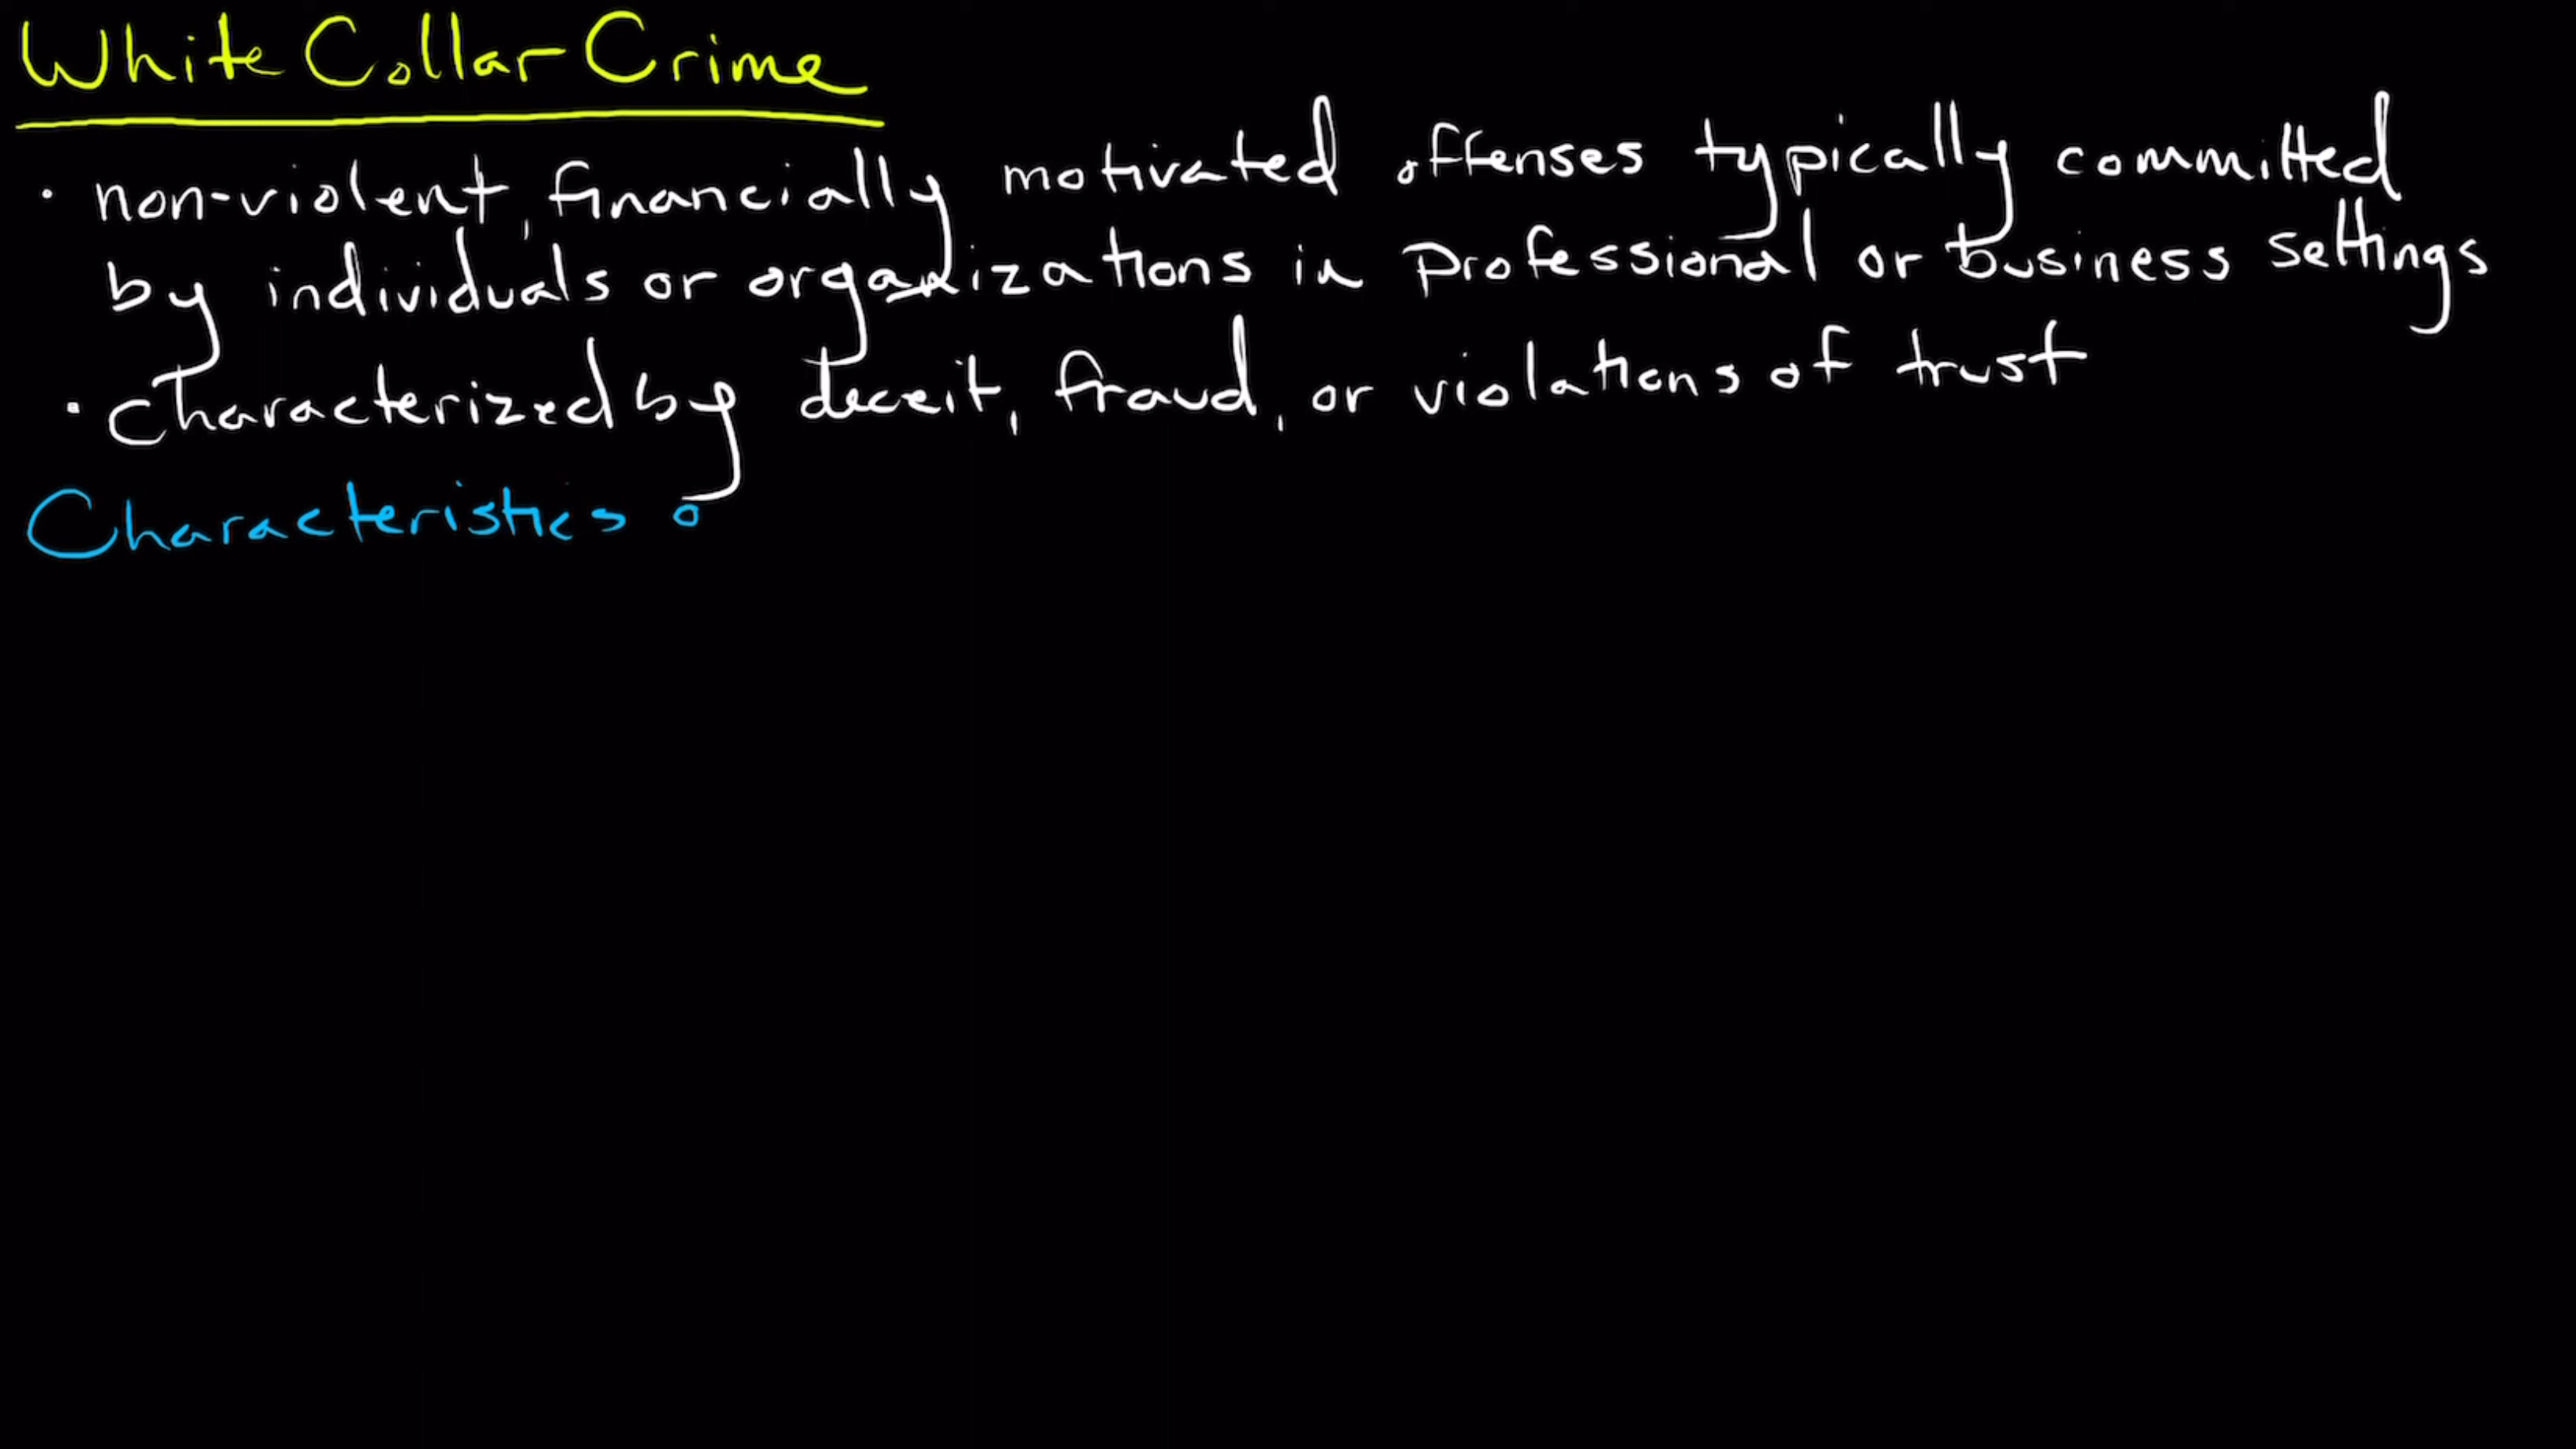 White Collar Crime
• non-violent, financially motivated offenses typically committed
by individuals or organizations in professional or business settings
• Characterized by deceit, fraud, or violations of trust
Characteristics o